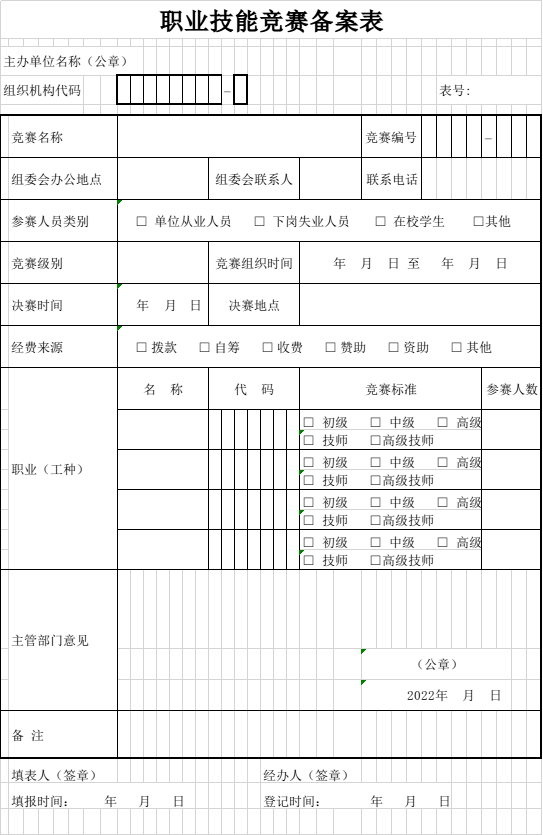 职业技能竞赛备案表
主办单位名称（公章）
组织机构代码 － 表号:
竞赛名称 竞赛编号 －
组委会办公地点 组委会联系人 联系电话
参赛人员类别 □ 单位从业人员 □ 下岗失业人员 □ 在校学生 □其他
竞赛级别 竞赛组织时间 年 月 日 至 年 月 日
决赛时间 年 月 日 决赛地点
经费来源 □ 拨款 □ 自筹 □ 收费 □ 赞助 □ 资助 □ 其他
名 称 代 码 竞赛标准 参赛人数
□ 初级 □ 中级 □ 高级
□ 技师 □高级技师
□ 初级 □ 中级 □ 高级
职业（工种）
□ 技师 □高级技师
□ 初级 □ 中级 □ 高级
□ 技师 □高级技师
□ 初级 □ 中级 □ 高级
□ 技师 □高级技师
主管部门意见
（公章）
2022年 月 日
备 注
填表人（签章） 经办人（签章）
填报时间: 年 月 日 登记时间: 年 月 日